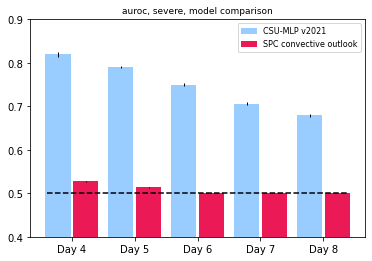 auroc, severe, model comparison
CSU-MLP v2021
SPC convective outlook
0.9
0.8
0.7
0.6
0.5
0.4
Day 4 Day 5 Day 6 Day 7 Day 8